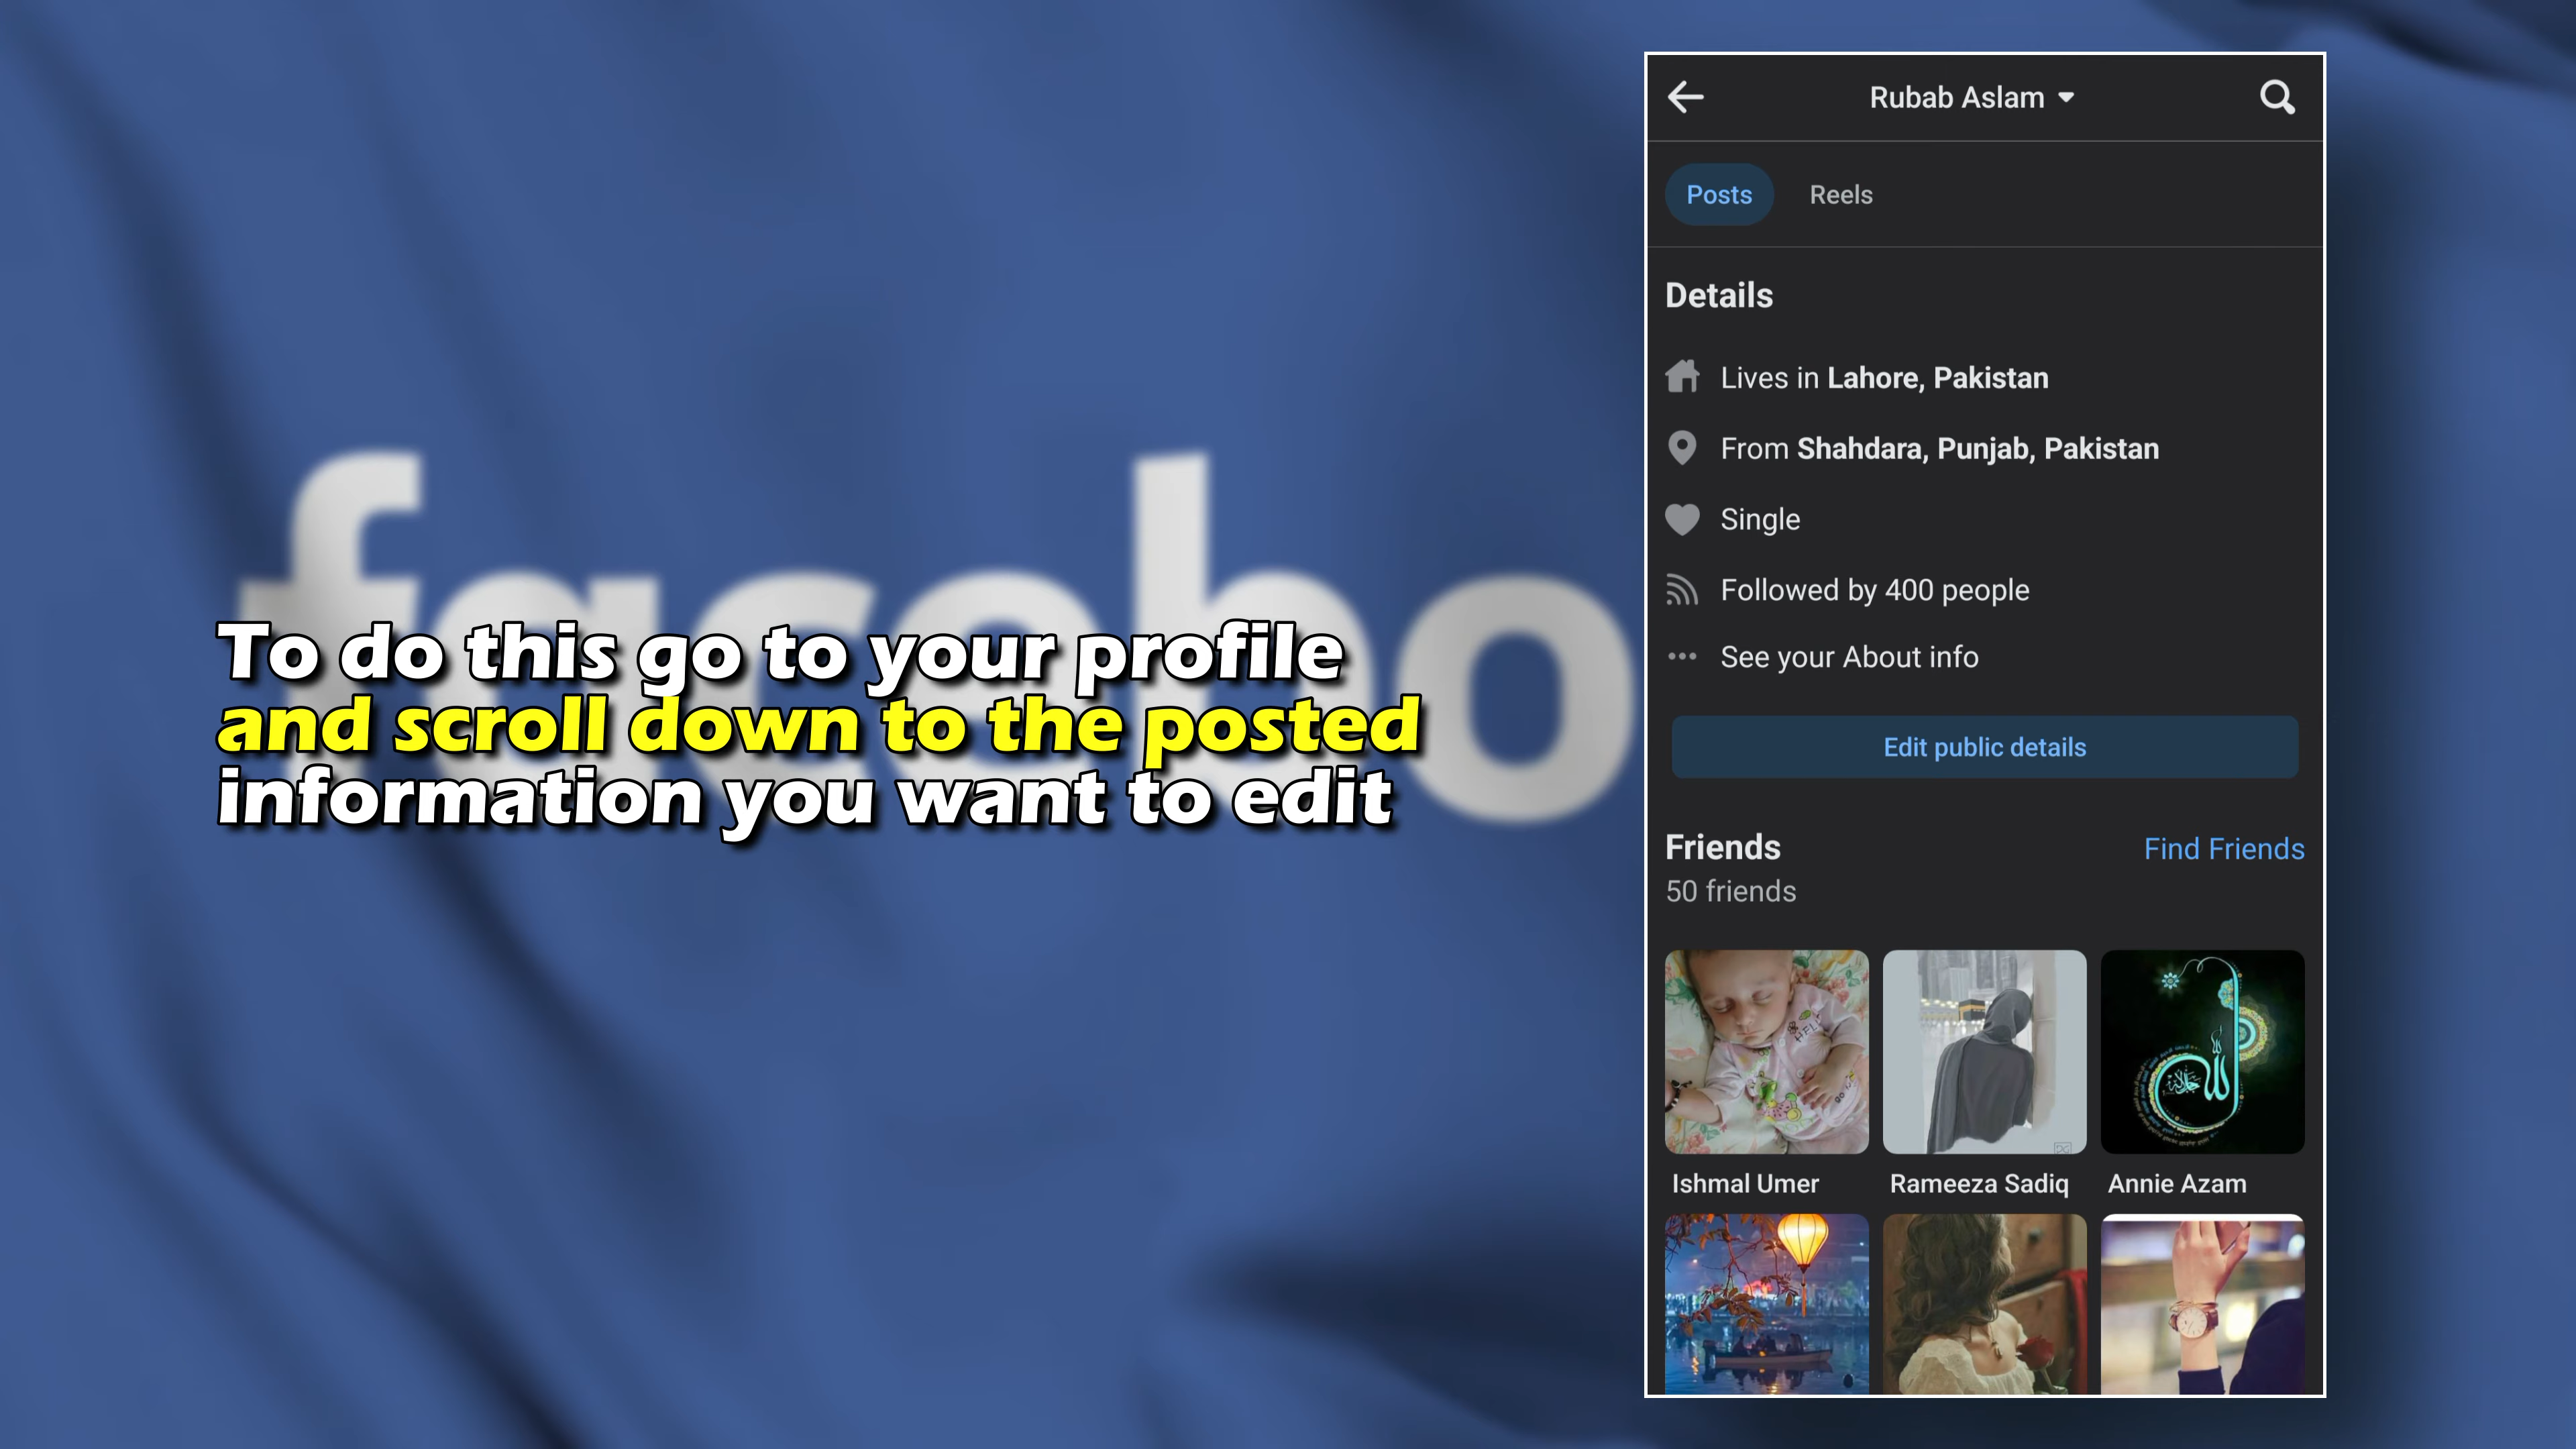 facebo
To do this go to your profile
and scroll down to the posted
information you want to edit
Rubab Aslam
Posts Reels
Details
Lives in Lahore, Pakistan
From Shahdara, Punjab, Pakistan
Single
Followed by 400 people
See your About info
Edit public details
Friends Find Friends
50 friends
Ishmal Umer Rameeza Sadiq Annie Azam